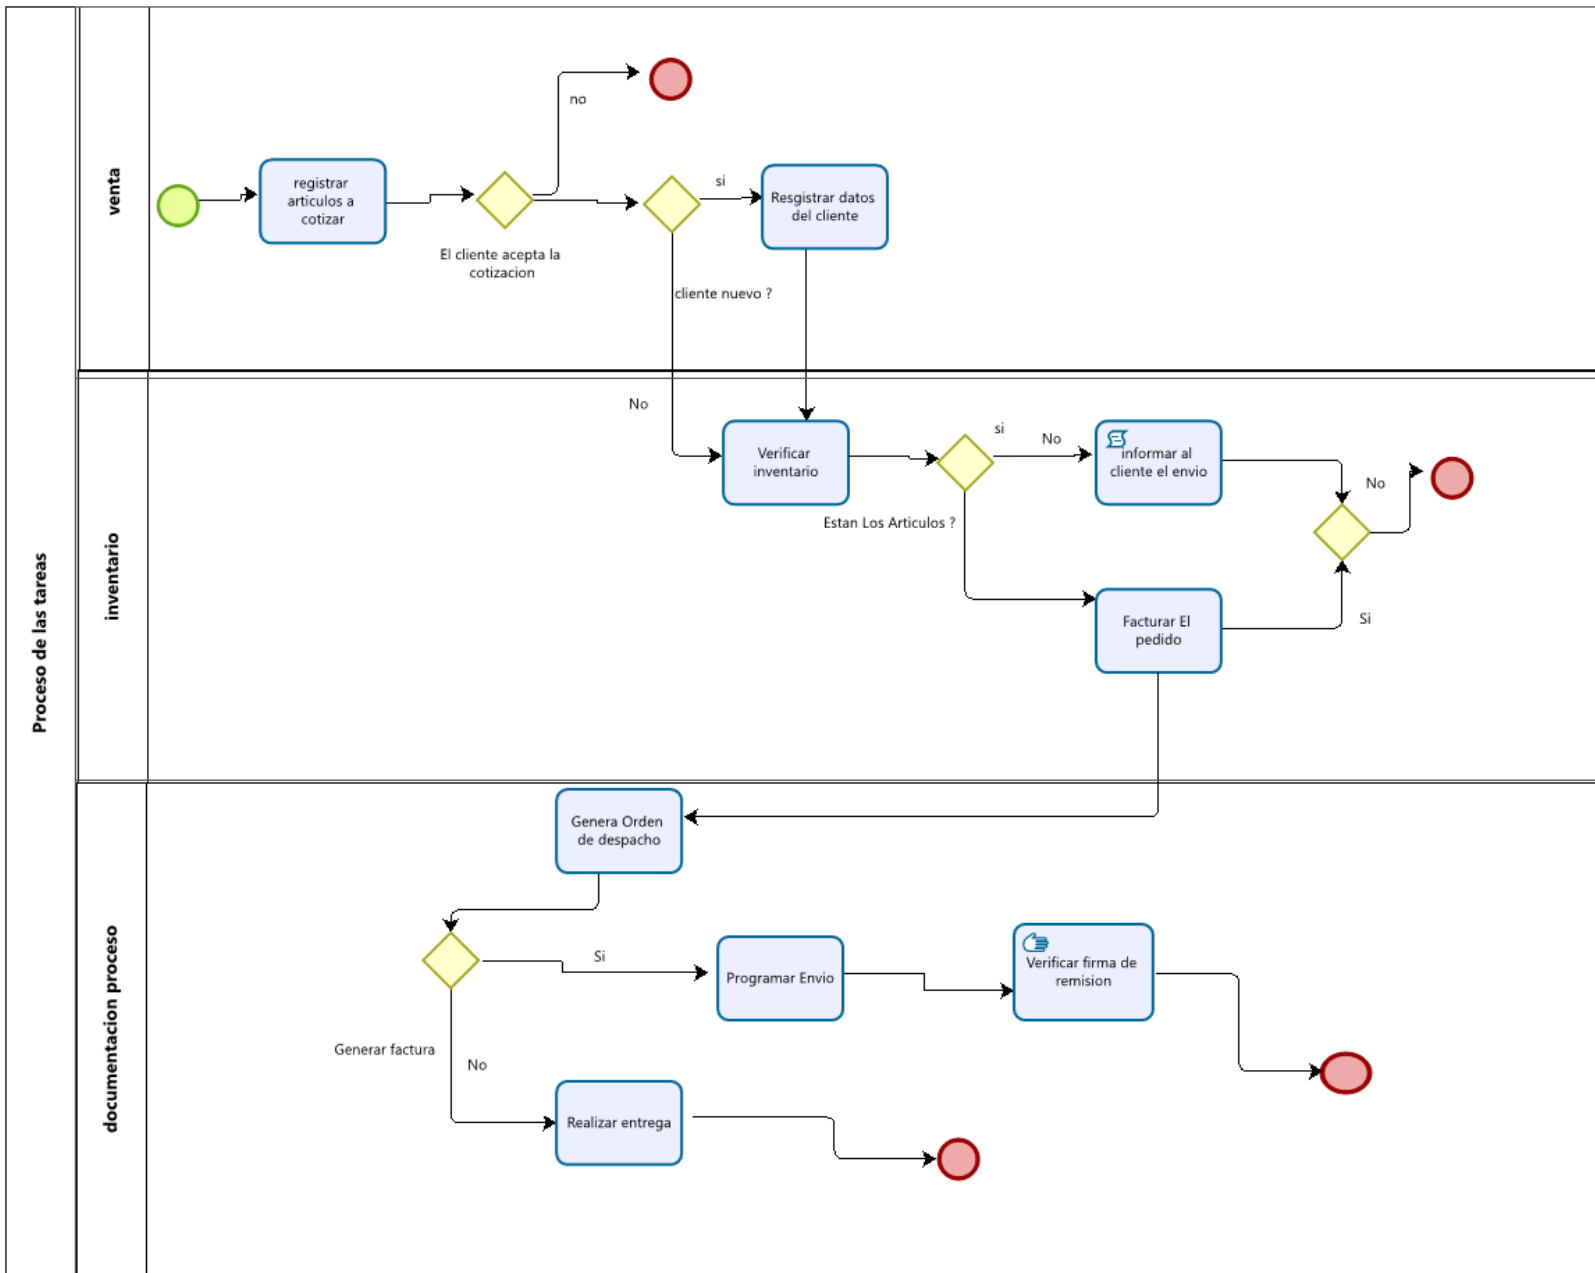 Proceso de las tareas
venta
no
registrar
articulos a
cotizar
El cliente acepta la
cotizacion
si
Resgistrar datos
del cliente
cliente nuevo ?
inventario
No
Verificar
inventario
si
No
Estan Los Articulos ?
informar al
cliente el envio
No
Facturar El
pedido
Si
documentacion proceso
Genera Orden
de despacho
Si
Programar Envio
Verificar firma de
remision
Generar factura
No
Realizar entrega